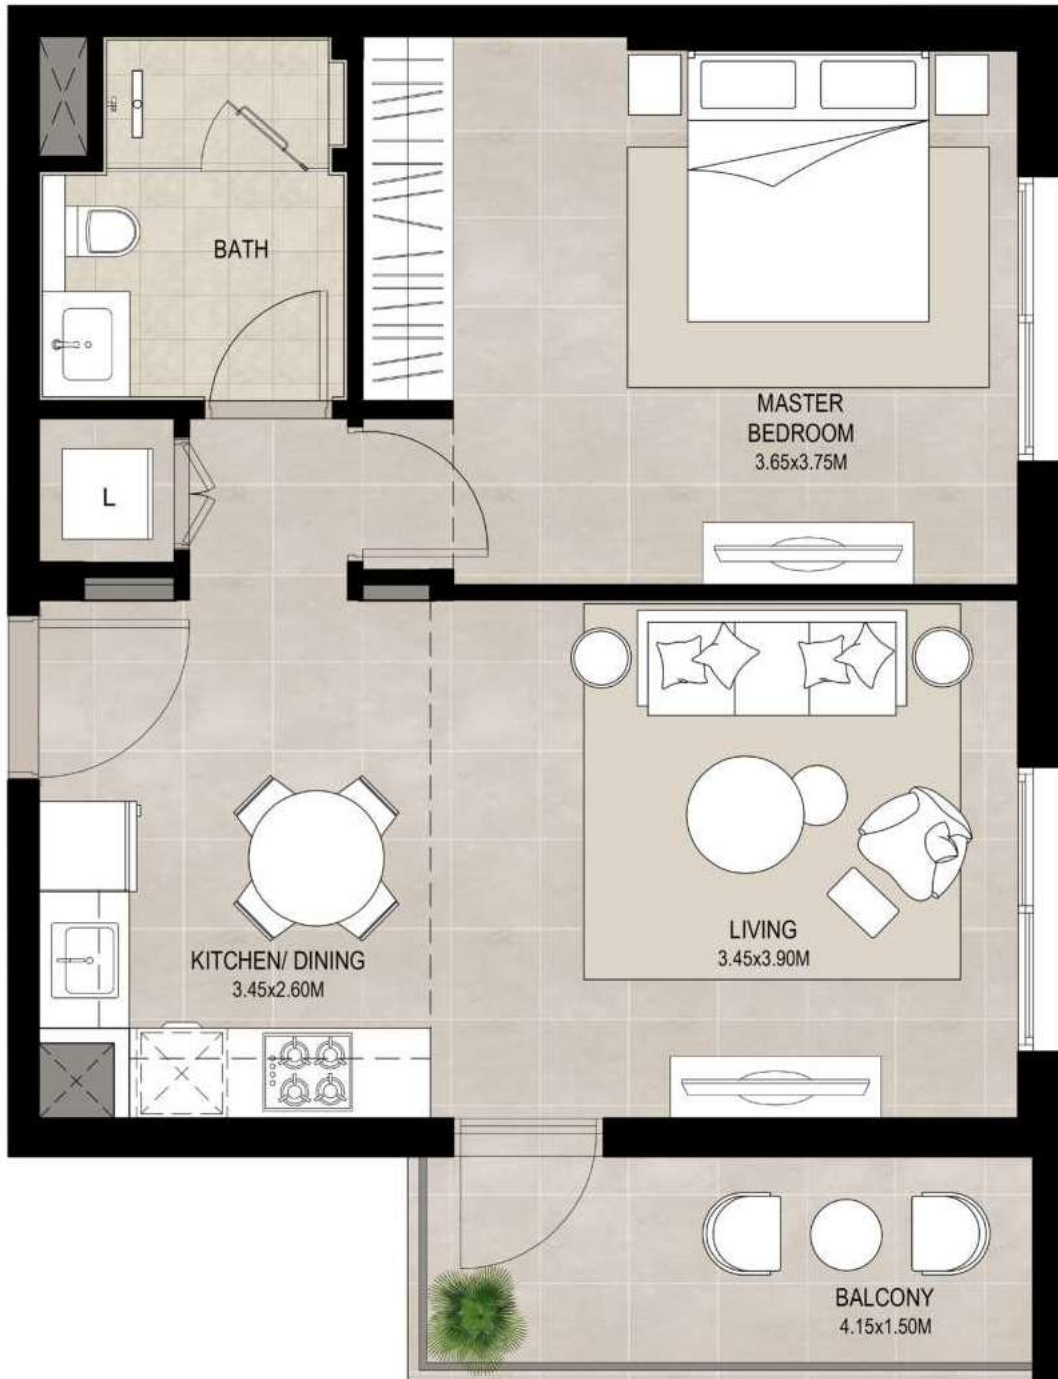 BATH
MASTER
BEDROOM
3.65x3.75M
L
LIVING
3.45x3.90M
KITCHEN/ DINING
3.45x2.60M
BALCONY
4.15x1.50M